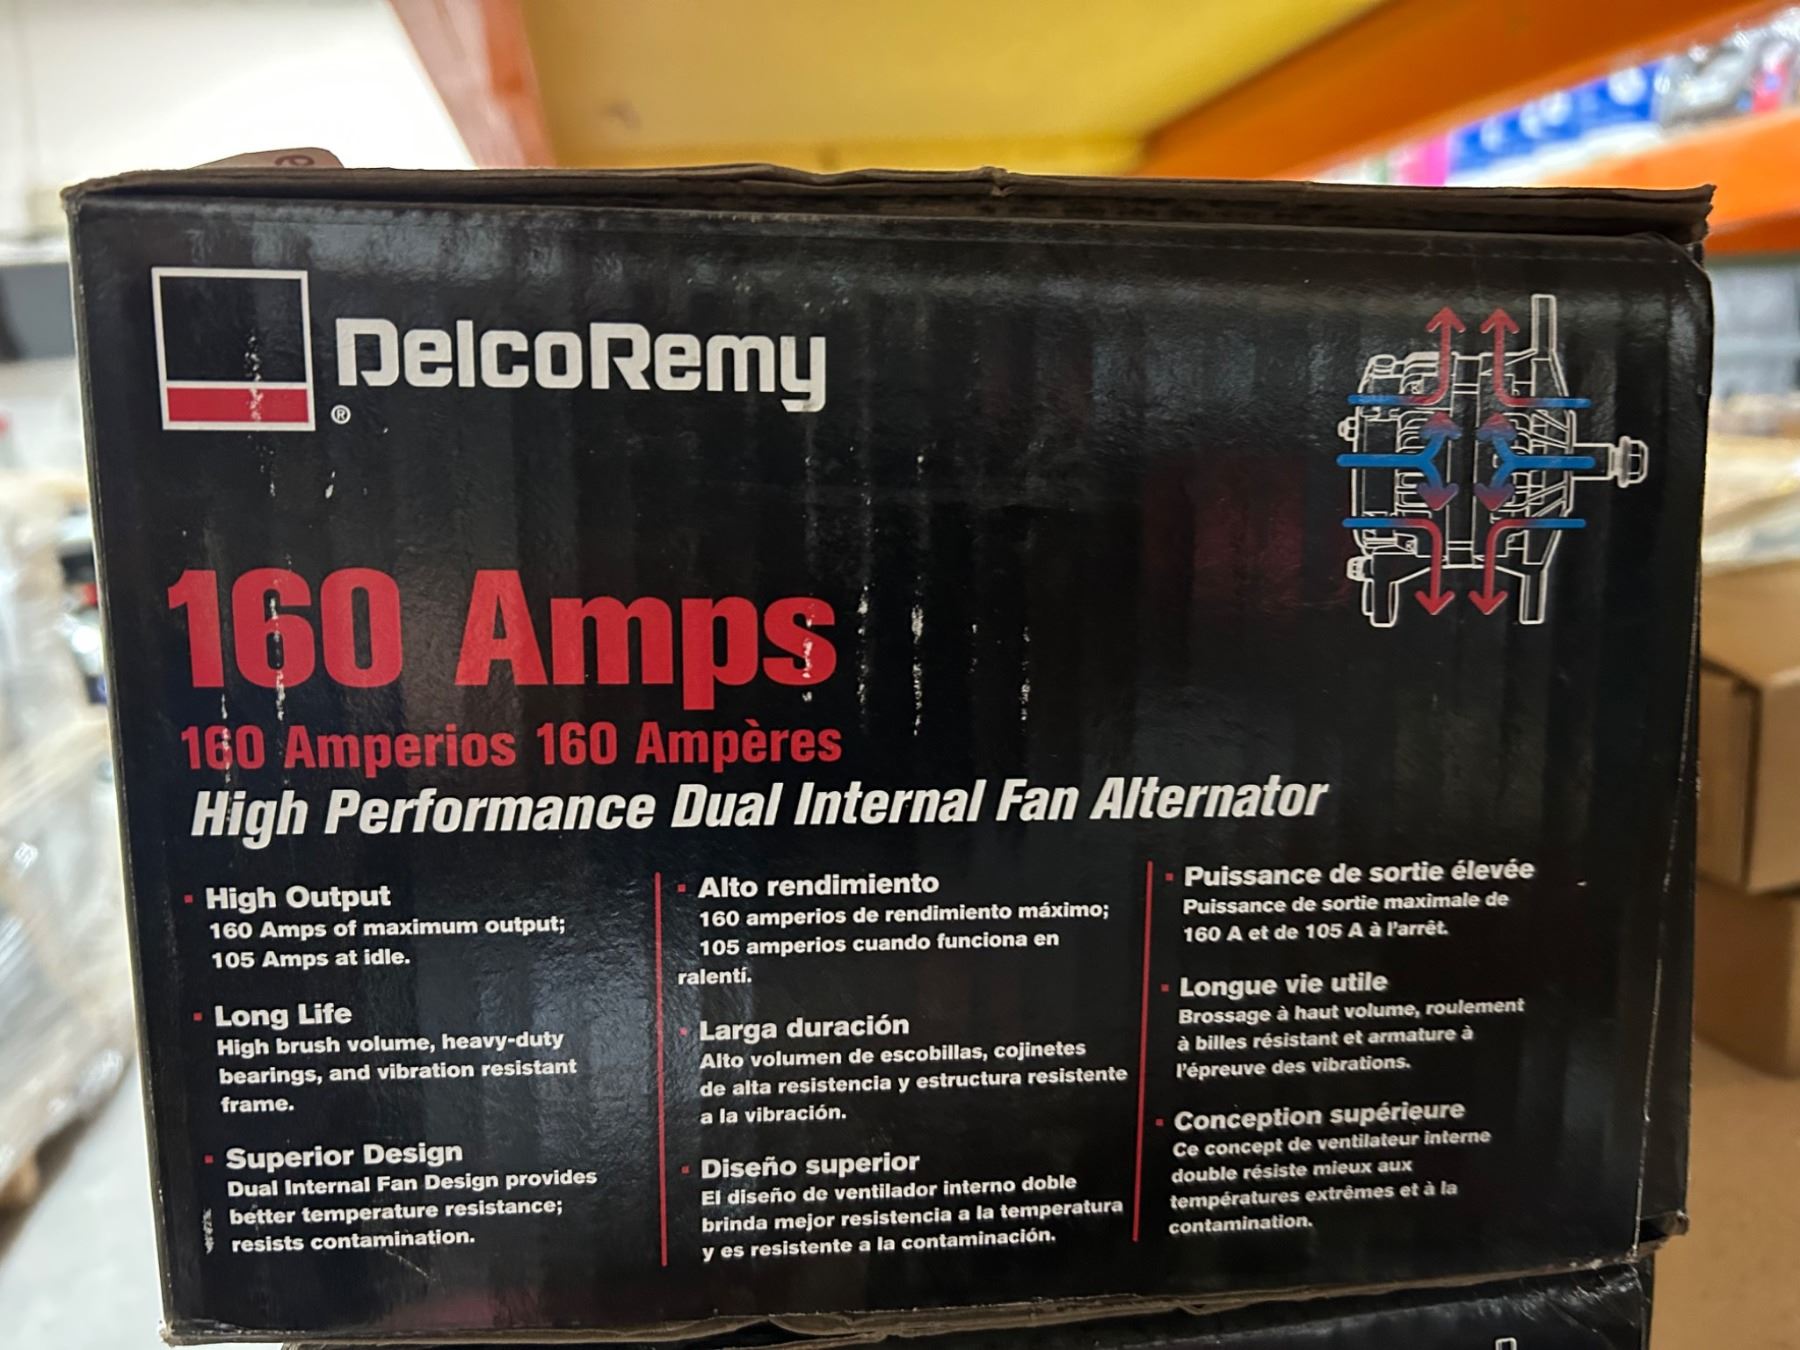 DelcoRemy
®
160 Amps
160 Amperios 160 Ampères
High Performance Dual Internal Fan Alternator
High Output
160 Amps of maximum output;
105 Amps at idle.
Long Life
High brush volume, heavy-duty
bearings, and vibration resistant
frame.
Superior Design
Dual Internal Fan Design provides
better temperature resistance;
resists contamination.
Alto rendimiento
160 amperios de rendimiento máximo;
105 amperios cuando funciona en
ralentí.
Larga duración
Alto volumen de escobillas, cojinetes
de alta resistencia y estructura resistente
a la vibración.
Diseño superior
El diseño de ventilador interno doble
brinda mejor resistencia a la temperatura
y es resistente a la contaminación.
Puissance de sortie élevée
Puissance de sortie maximale de
160 A et de 105 A à l'arrêt.
Longue vie utile
Brossage à haut volume, roulement
à billes résistant et armature à
l'épreuve des vibrations.
Conception supérieure
Ce concept de ventilateur interne
double résiste mieux aux
températures extrêmes et à la
contamination.